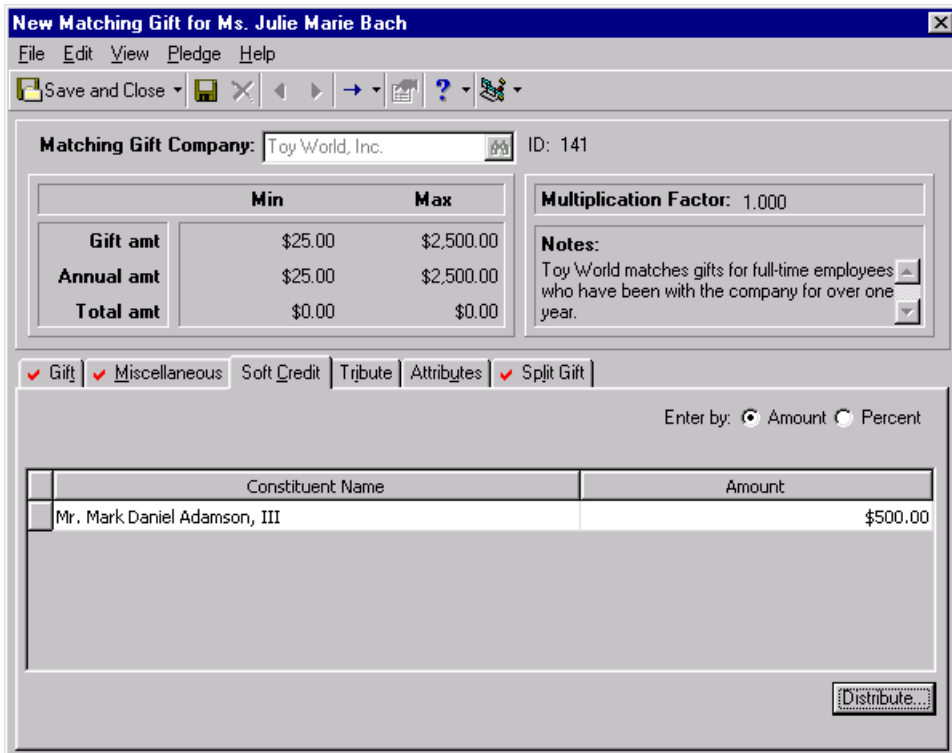 New Matching Gift for Ms. Julie Marie Bach
File Edit View Pledge Help
Save and Close ?
Matching Gift Company: Toy World, Inc. ID: 141
Min Max
Gift amt $25.00 $2,500.00
Annual amt $25.00 $2,500.00
Total amt $0.00 $0.00
Multiplication Factor: 1.000
Notes:
Toy World matches gifts for full-time employees
who have been with the company for over one
year.
Gift Miscellaneous Soft Credit Tribute Attributes Split Gift
Enter by: Amount Percent
Constituent Name Amount
Mr. Mark Daniel Adamson, III $500.00
Distribute...